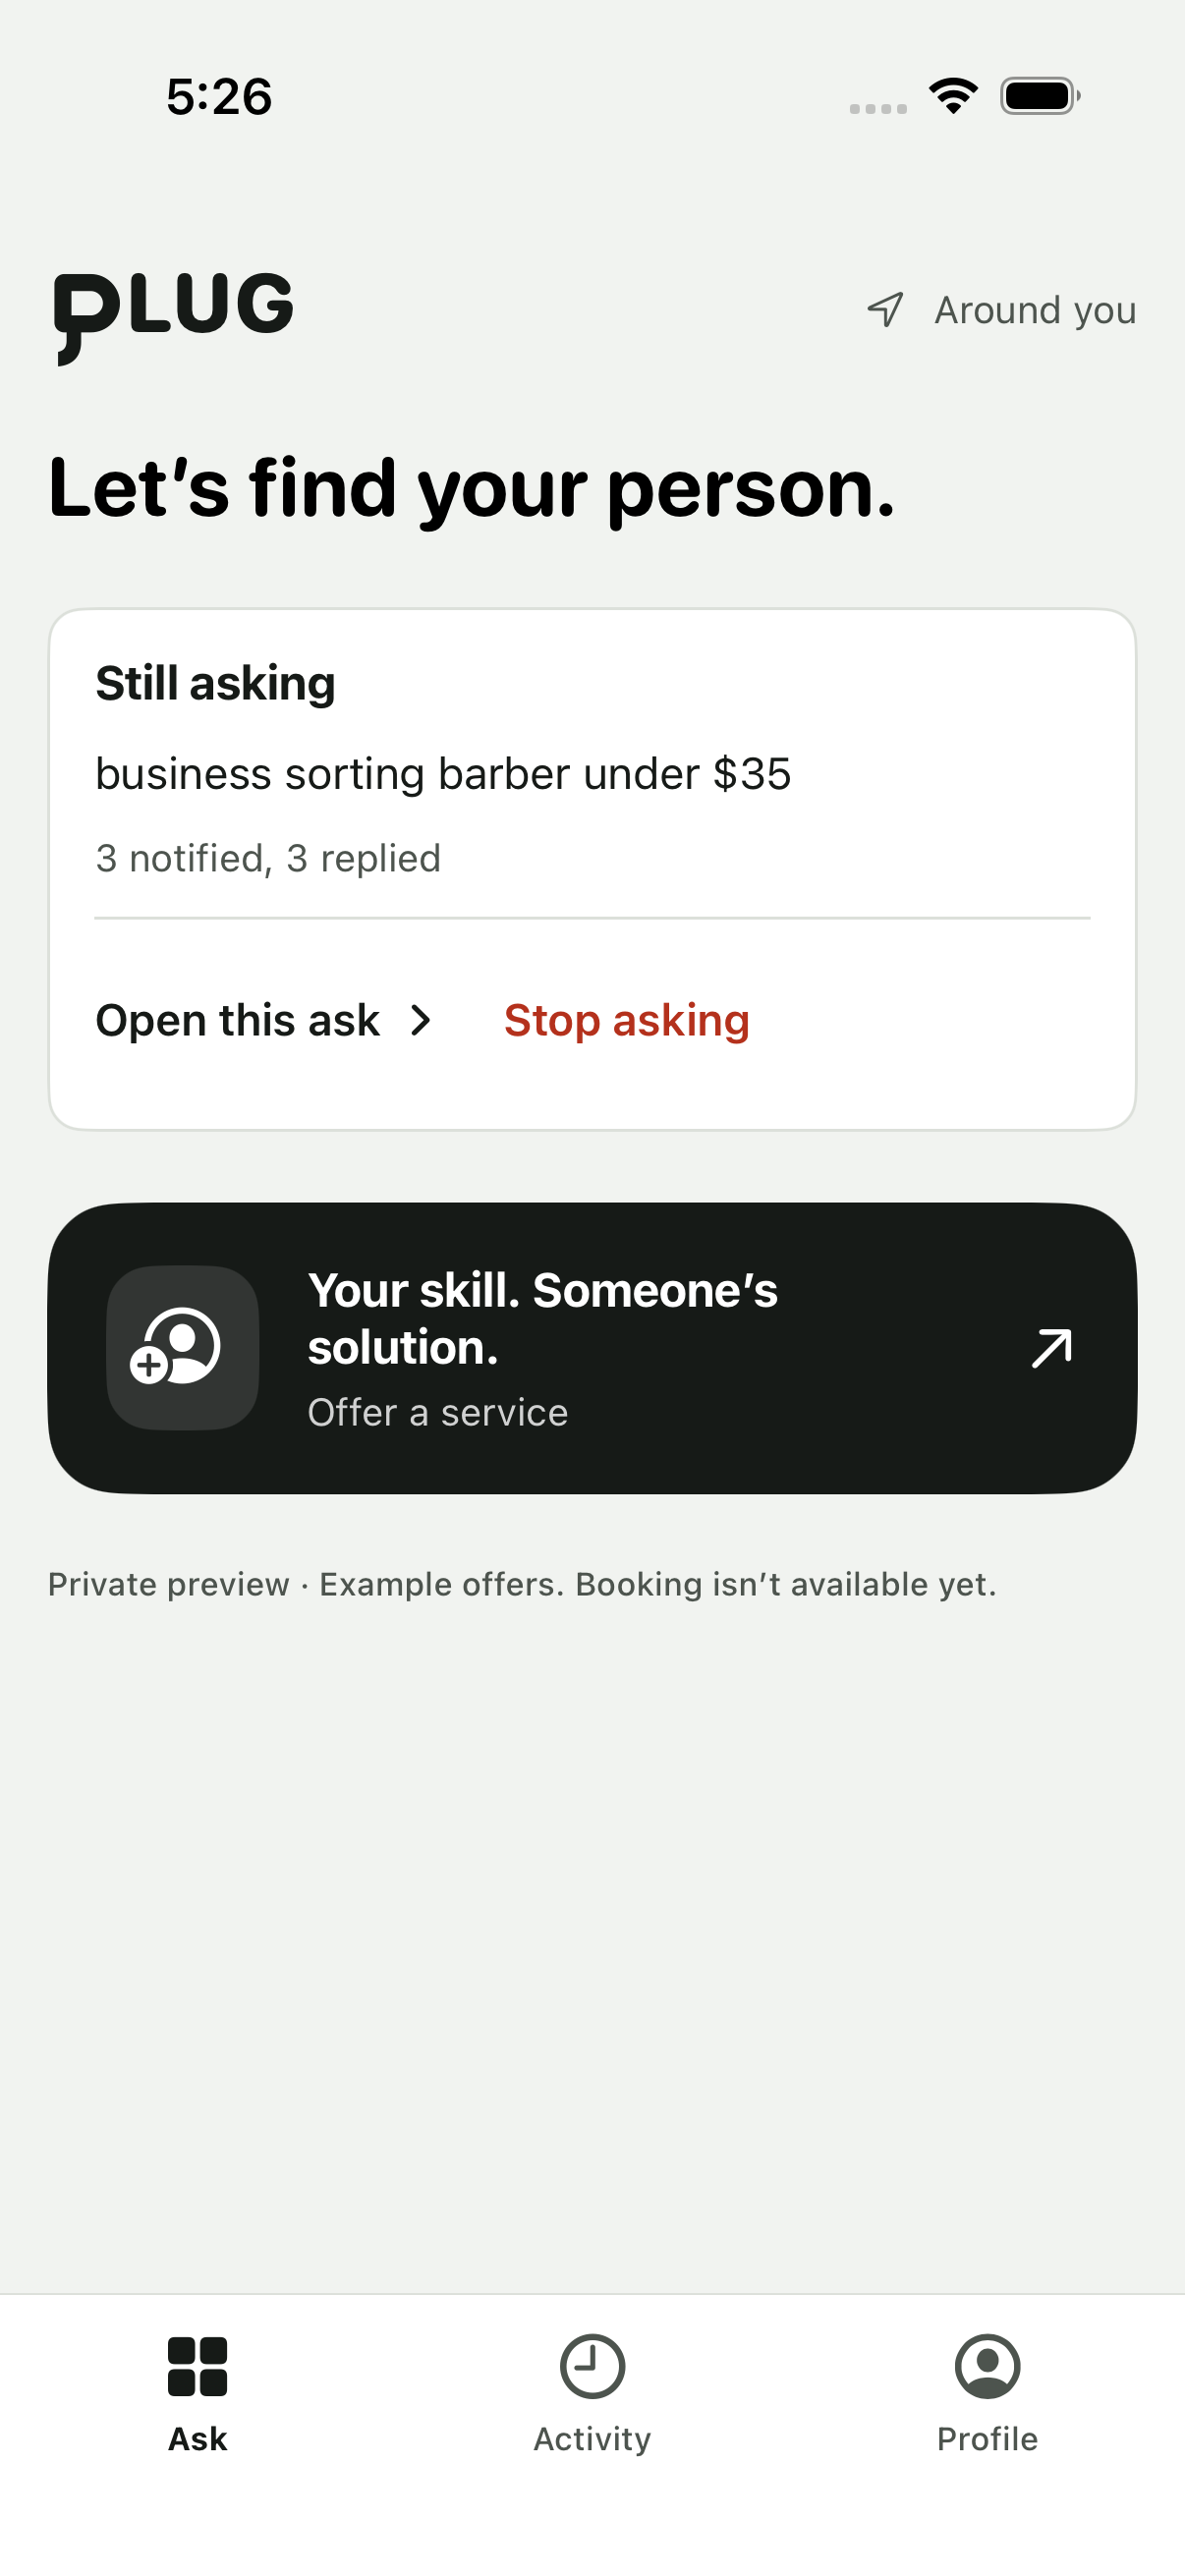 5:26
PLUG
Around you
Let’s find your person.
Still asking
business sorting barber under $35
3 notified, 3 replied
Open this ask
Stop asking
Your skill. Someone’s
solution.
Offer a service
Private preview · Example offers. Booking isn’t available yet.
Ask
Activity
Profile